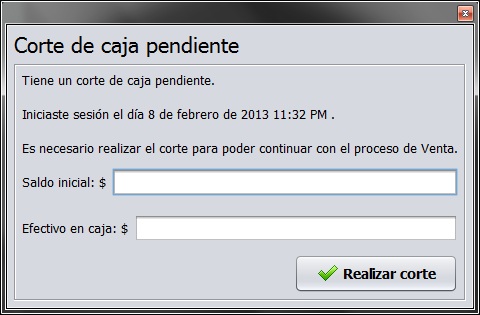 Corte de caja pendiente
Tiene un corte de caja pendiente.
Iniciaste sesión el día 8 de febrero de 2013 11:32 PM .
Es necesario realizar el corte para poder continuar con el proceso de Venta.
Saldo inicial: $
Efectivo en caja: $
Realizar corte